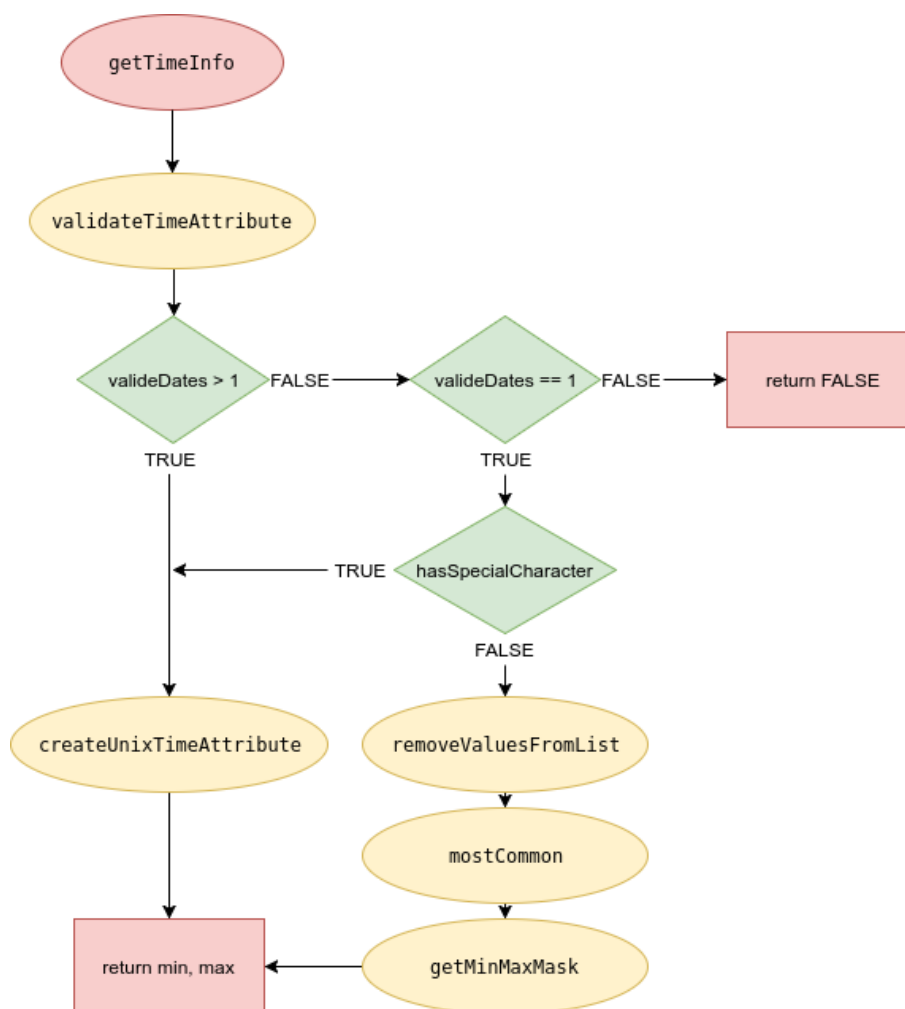 getTimeInfo
validateTimeAttribute
valideDates > 1
FALSE
valideDates == 1
FALSE
return FALSE
TRUE
TRUE
TRUE
hasSpecialCharacter
FALSE
createUnixTimeAttribute
removeValuesFromList
mostCommon
return min, max
getMinMaxMask